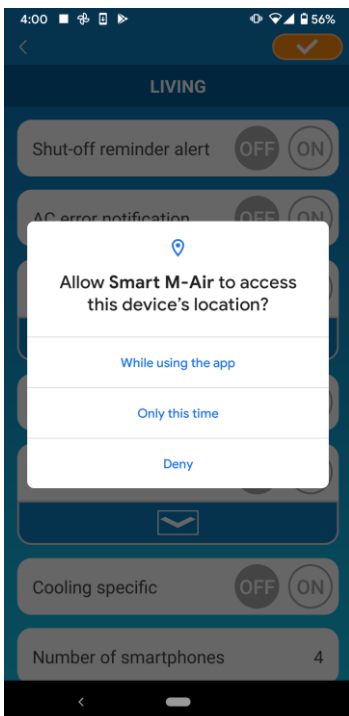 4:00 56%
LIVING
Shut-off reminder alert OFF ON
AC error notification OFF ON
Allow Smart M-Air to access
this device's location?
While using the app
Only this time
Deny
Cooling specific OFF ON
Number of smartphones 4